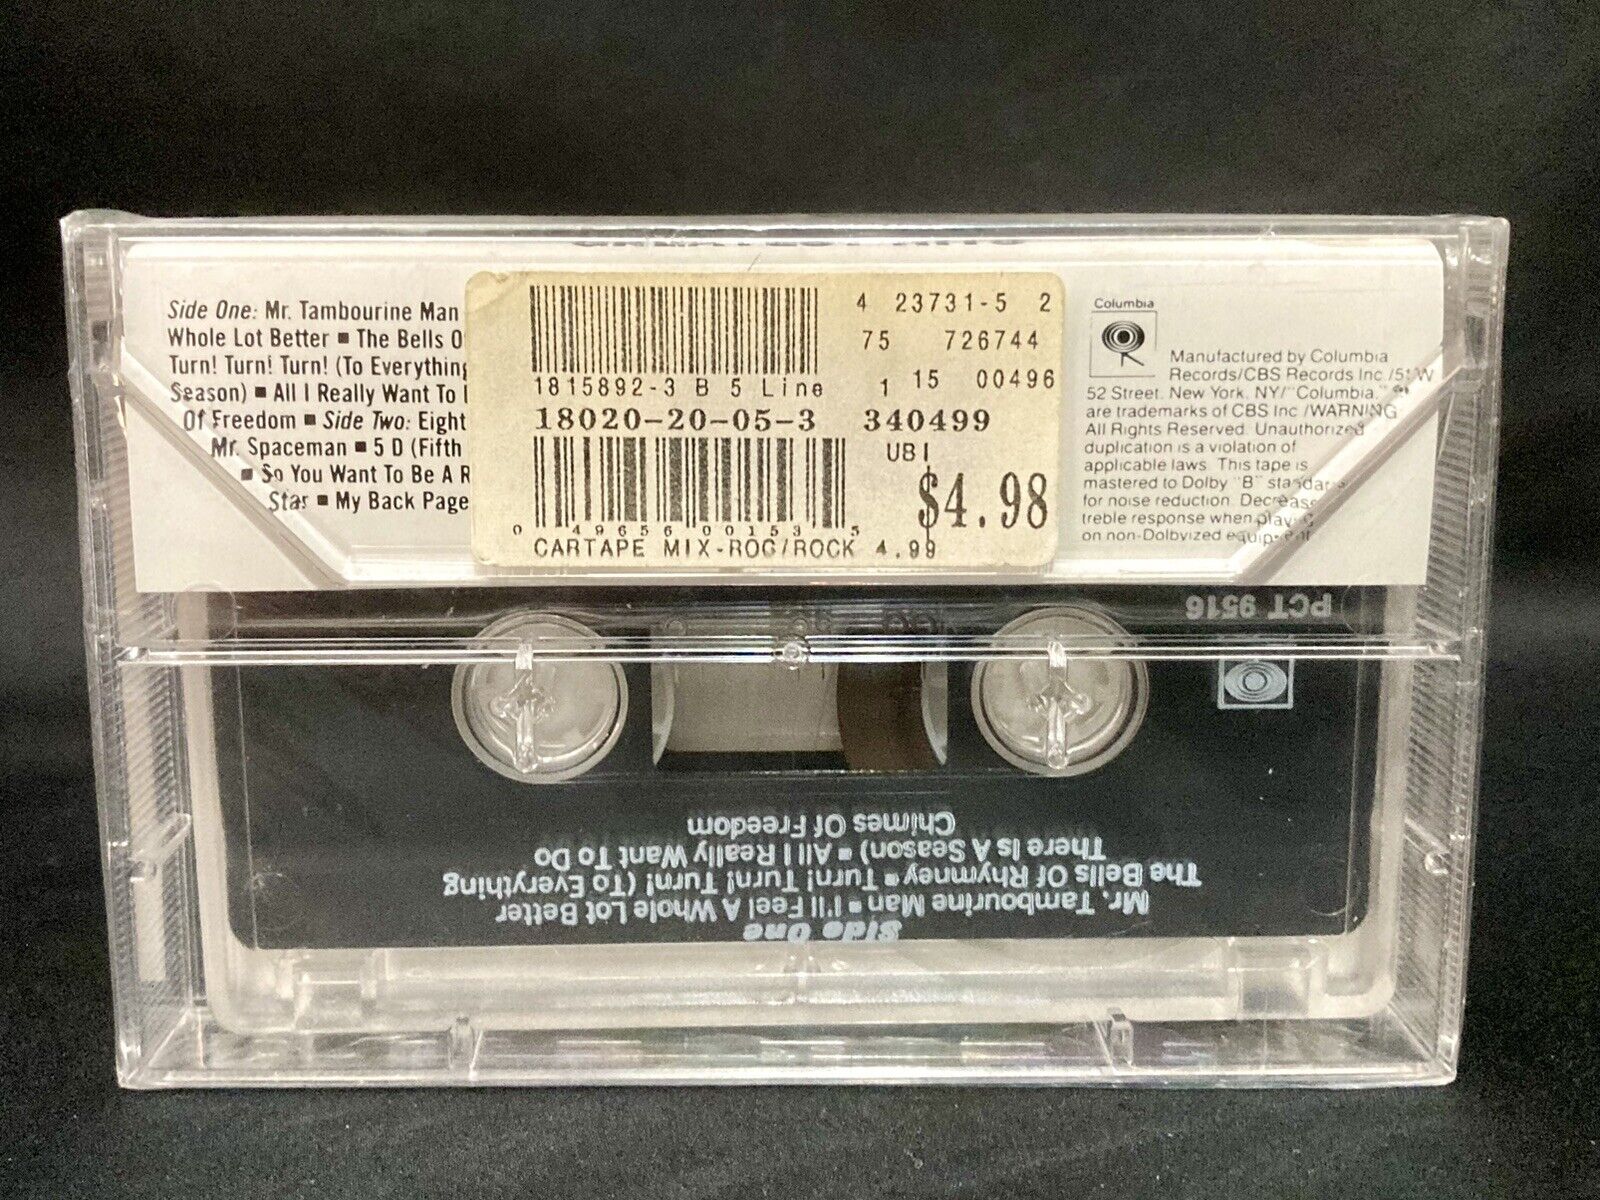 Side One: Mr. Tambourine Man
Whole Lot Better ■ The Bells O
Turn! Turn! Turn! (To Everything
Season) ■ All I Really Want To
Of Freedom ■ Side Two: Eight
Mr. Spaceman ■ 5 D (Fifth
■ So You Want To Be A R
Star ■ My Back Page
4 23731-5 2
75 726744
1815892-3 B 5 Line 1 15 00496
18020-20-05-3 340499
UBI
$4.98
0 49656 00153 5
CARTAPE MIX-ROC/ROCK 4.99
Columbia
Manufactured by Columbia
Records/CBS Records Inc./51 W
52 Street, New York, NY/"Columbia,"
are trademarks of CBS Inc./WARNING
All Rights Reserved. Unauthorized
duplication is a violation of
applicable laws. This tape is
mastered to Dolby "B" standar
for noise reduction. Decreas
treble response when play
on non-Dolbyized equip
PCT 9516
Side One
Mr. Tambourine Man ■ I'll Feel A Whole Lot Better
The Bells Of Rhymney ■ Turn! Turn! Turn! (To Everything
There Is A Season) ■ All I Really Want To Do
Chimes Of Freedom